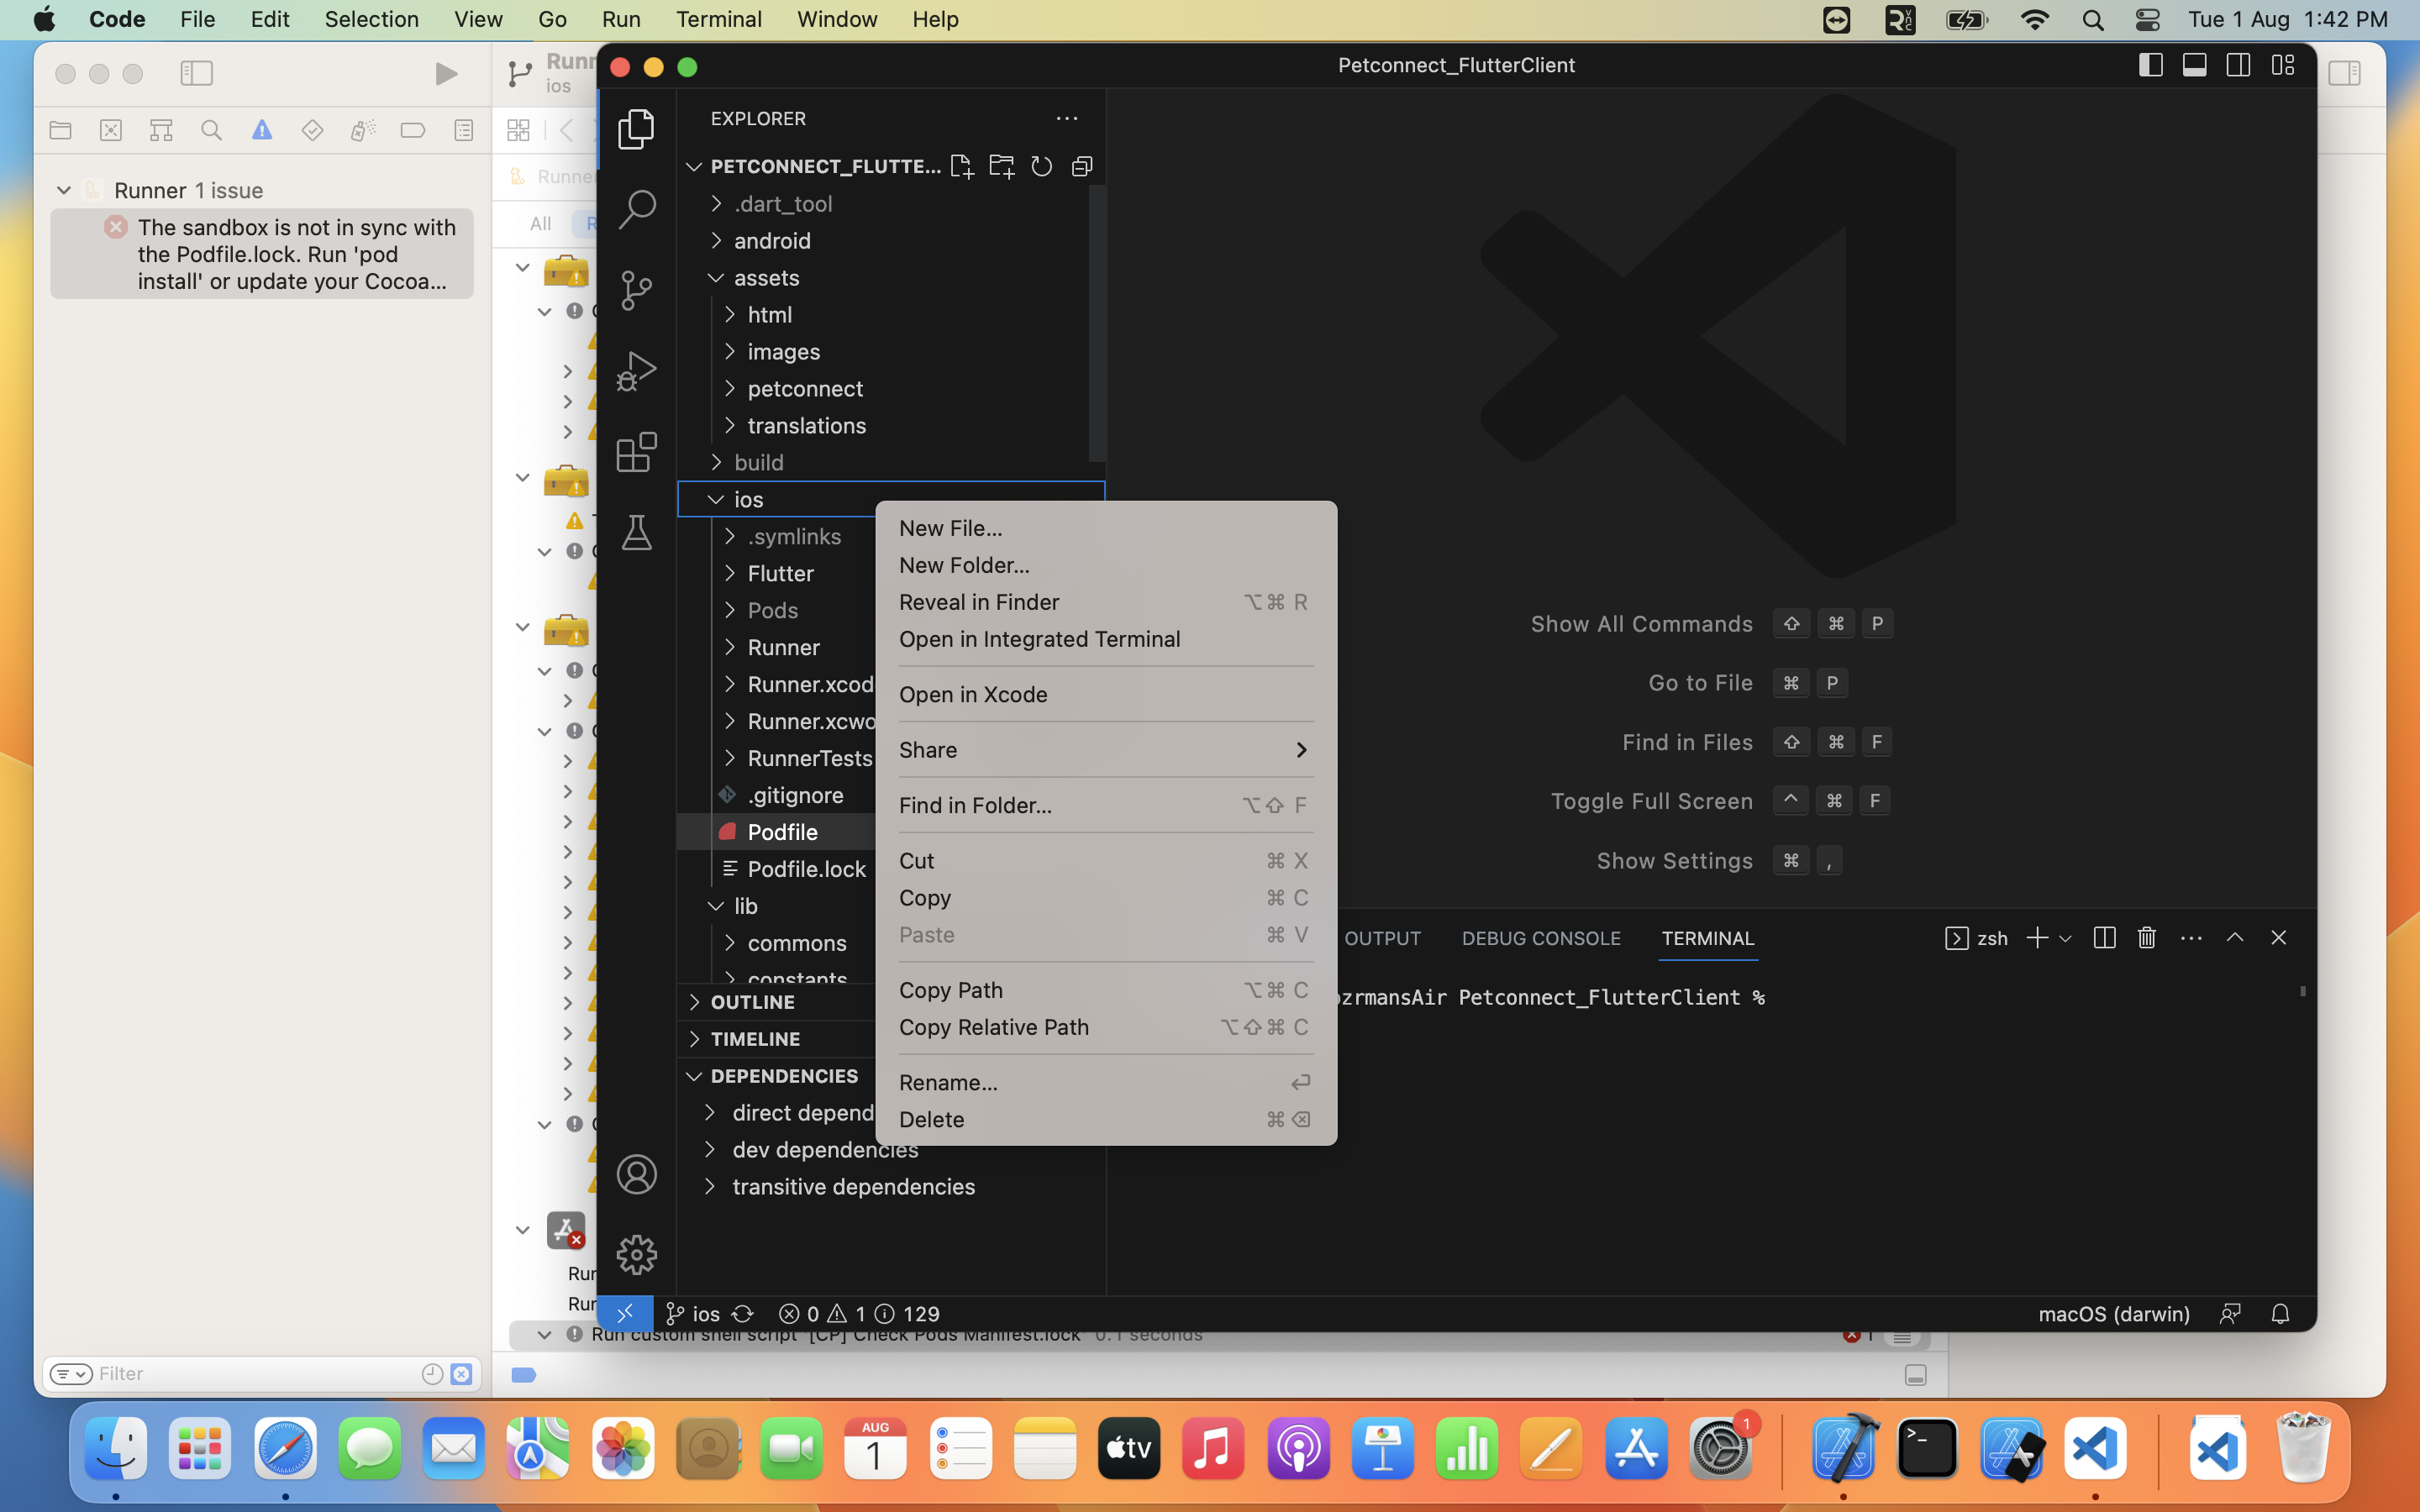 Code File Edit Selection View Go Run Terminal Window Help
Tue 1 Aug 1:42 PM
ios
Runner 1 issue
The sandbox is not in sync with
the Podfile.lock. Run 'pod
install' or update your Cocoa...
Filter
All
Petconnect_FlutterClient
EXPLORER
PETCONNECT_FLUTTE...
.dart_tool
android
assets
html
images
petconnect
translations
build
ios
.symlinks
Flutter
Pods
Runner
Runner.xcod
Runner.xcwo
RunnerTests
.gitignore
Podfile
Podfile.lock
lib
commons
constants
OUTLINE
TIMELINE
DEPENDENCIES
direct depend
dev dependencies
transitive dependencies
New File...
New Folder...
Reveal in Finder ⌥⌘ R
Open in Integrated Terminal
Open in Xcode
Share
Find in Folder... ⌥⇧ F
Cut ⌘ X
Copy ⌘ C
Paste ⌘ V
Copy Path ⌥⌘ C
Copy Relative Path ⌥⇧⌘ C
Rename... ↩
Delete ⌘⌫
Show All Commands ⇧ ⌘ P
Go to File ⌘ P
Find in Files ⇧ ⌘ F
Toggle Full Screen ^ ⌘ F
Show Settings ⌘ ,
OUTPUT DEBUG CONSOLE TERMINAL zsh
zrmansAir Petconnect_FlutterClient %
ios 0 1 129
macOS (darwin)
Run custom shell script '[CP] Check Pods Manifest.lock' 0.1 seconds
1
AUG
1
tv
1